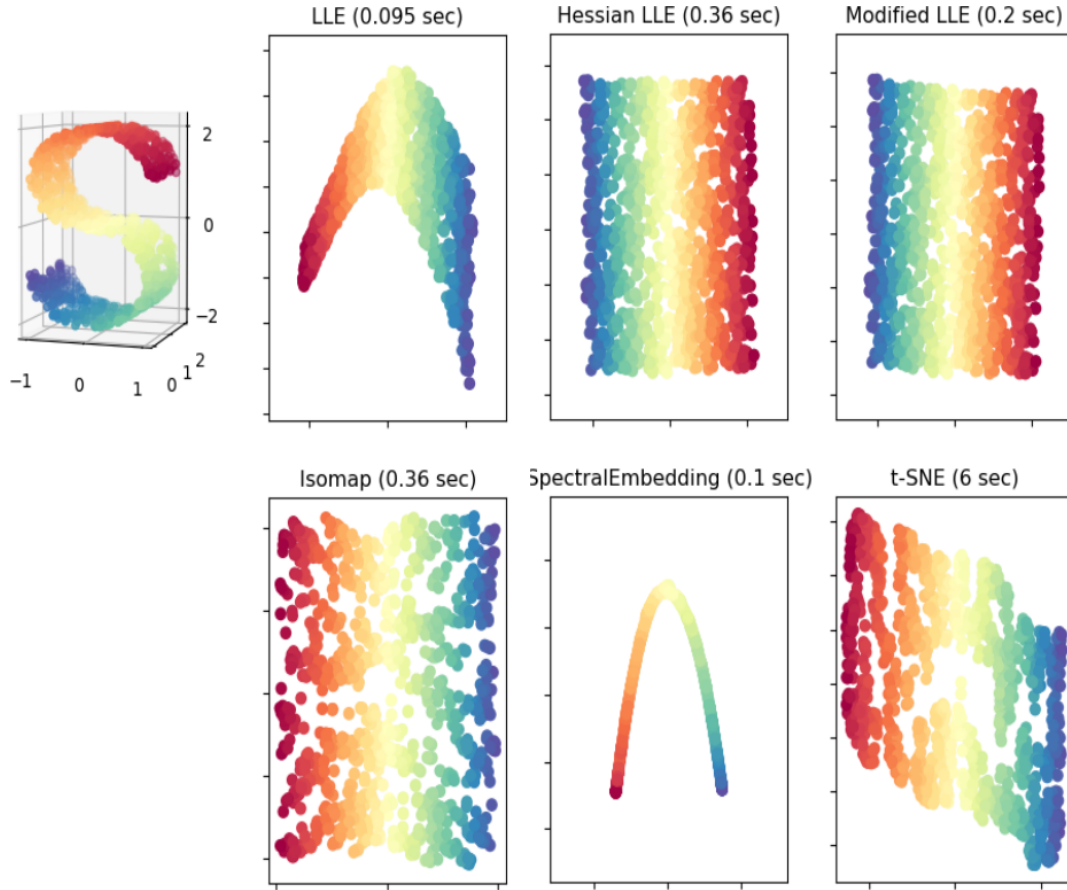 LLE (0.095 sec)
Hessian LLE (0.36 sec)
Modified LLE (0.2 sec)
2
0
−2
−1 0 1 0 1 2
Isomap (0.36 sec)
SpectralEmbedding (0.1 sec)
t-SNE (6 sec)